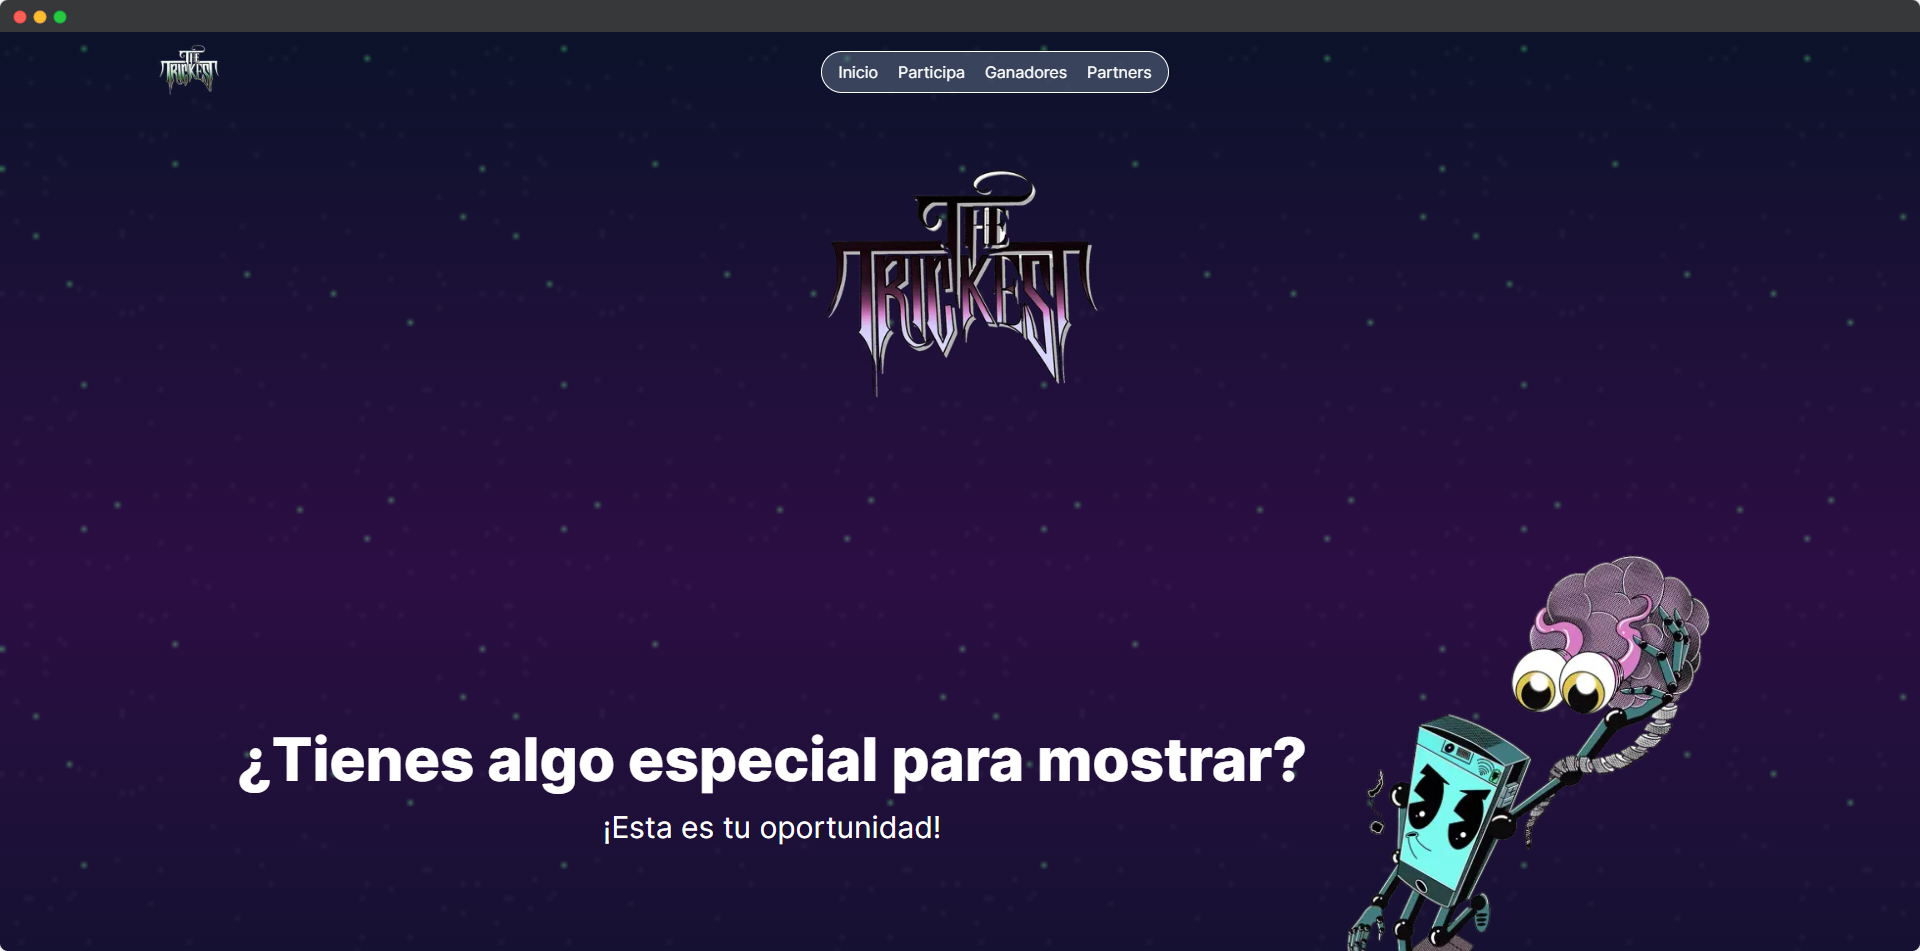 THE
TRICKEST
Inicio Participa Ganadores Partners
THE
TRICKEST
¿Tienes algo especial para mostrar?
¡Esta es tu oportunidad!